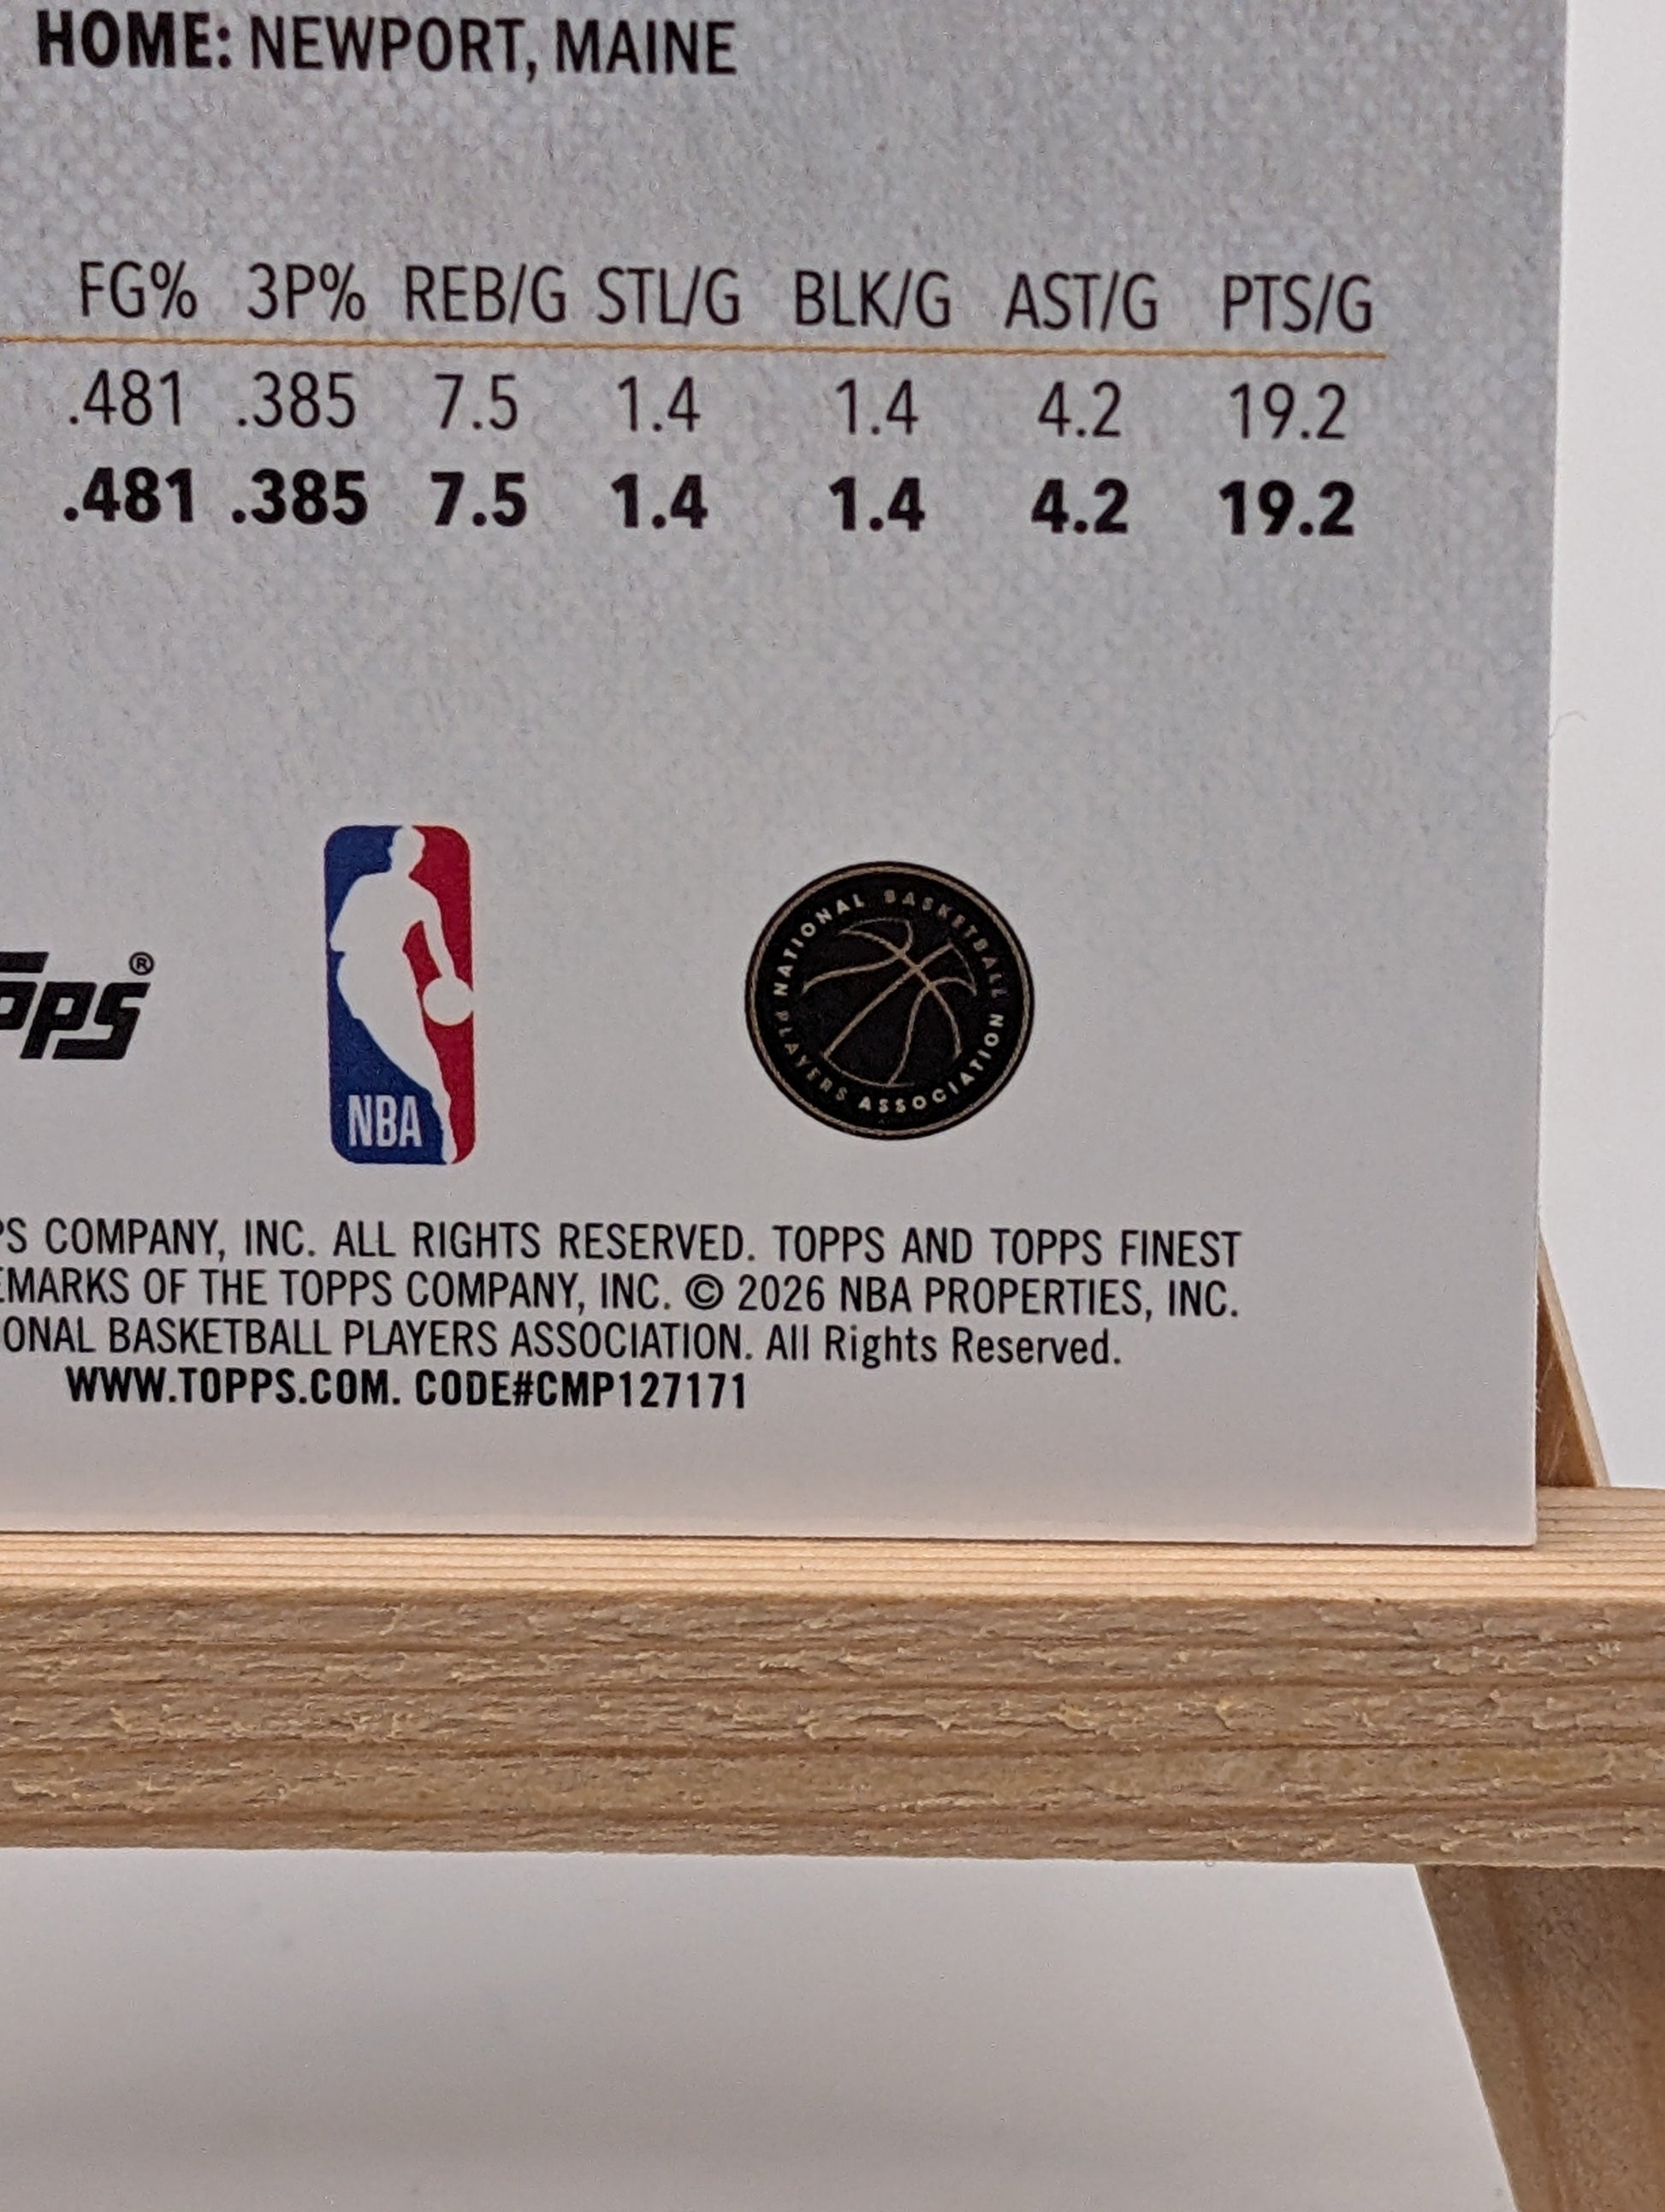 HOME: NEWPORT, MAINE
FG% 3P% REB/G STL/G BLK/G AST/G PTS/G
.481 .385 7.5 1.4 1.4 4.2 19.2
.481 .385 7.5 1.4 1.4 4.2 19.2
NATIONAL BASKETBALL
PLAYERS ASSOCIATION
opps®
NBA
PS COMPANY, INC. ALL RIGHTS RESERVED. TOPPS AND TOPPS FINEST
EMARKS OF THE TOPPS COMPANY, INC. © 2026 NBA PROPERTIES, INC.
ONAL BASKETBALL PLAYERS ASSOCIATION. All Rights Reserved.
WWW.TOPPS.COM. CODE#CMP127171